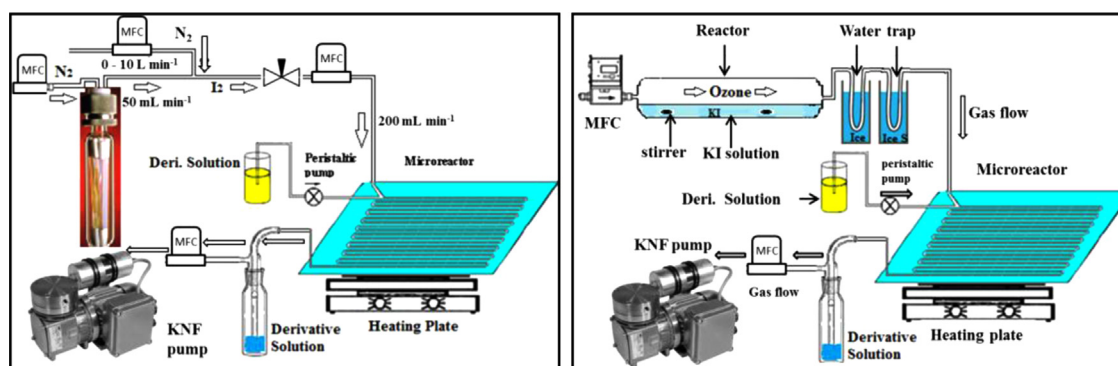 MFC
N2
0 - 10 L min-1
MFC
N2
MFC
50 mL min-1
I2
200 mL min-1
Deri. Solution
Peristaltic
pump
Microreactor
MFC
KNF
pump
Derivative
Solution
Heating Plate
Reactor
Water trap
Ozone
MFC
KI
Ice
Ice S
Gas flow
stirrer
KI solution
peristaltic
pump
Microreactor
Deri. Solution
KNF pump
MFC
Gas flow
Derivative
Solution
Heating plate